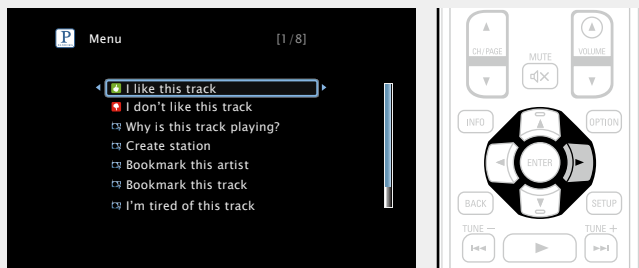 P
Menu
[1/8]
I like this track
I don't like this track
Why is this track playing?
Create station
Bookmark this artist
Bookmark this track
I'm tired of this track
CH/PAGE
MUTE
VOLUME
INFO
OPTION
ENTER
BACK
SETUP
TUNE –
TUNE +